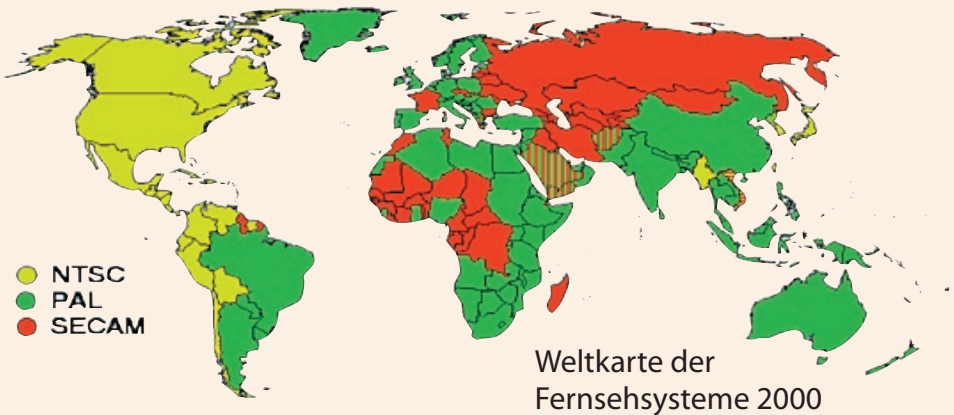 NTSC
PAL
SECAM
Weltkarte der
Fernsehsysteme 2000